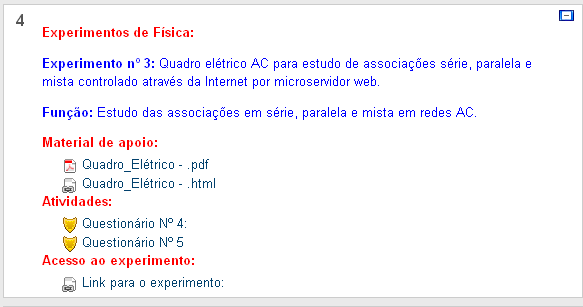 4
Experimentos de Física:
Experimento nº 3: Quadro elétrico AC para estudo de associações série, paralela e
mista controlado através da Internet por microservidor web.
Função: Estudo das associações em série, paralela e mista em redes AC.
Material de apoio:
Quadro_Elétrico - .pdf
Quadro_Elétrico - .html
Atividades:
Questionário Nº 4:
Questionário Nº 5
Acesso ao experimento:
Link para o experimento: